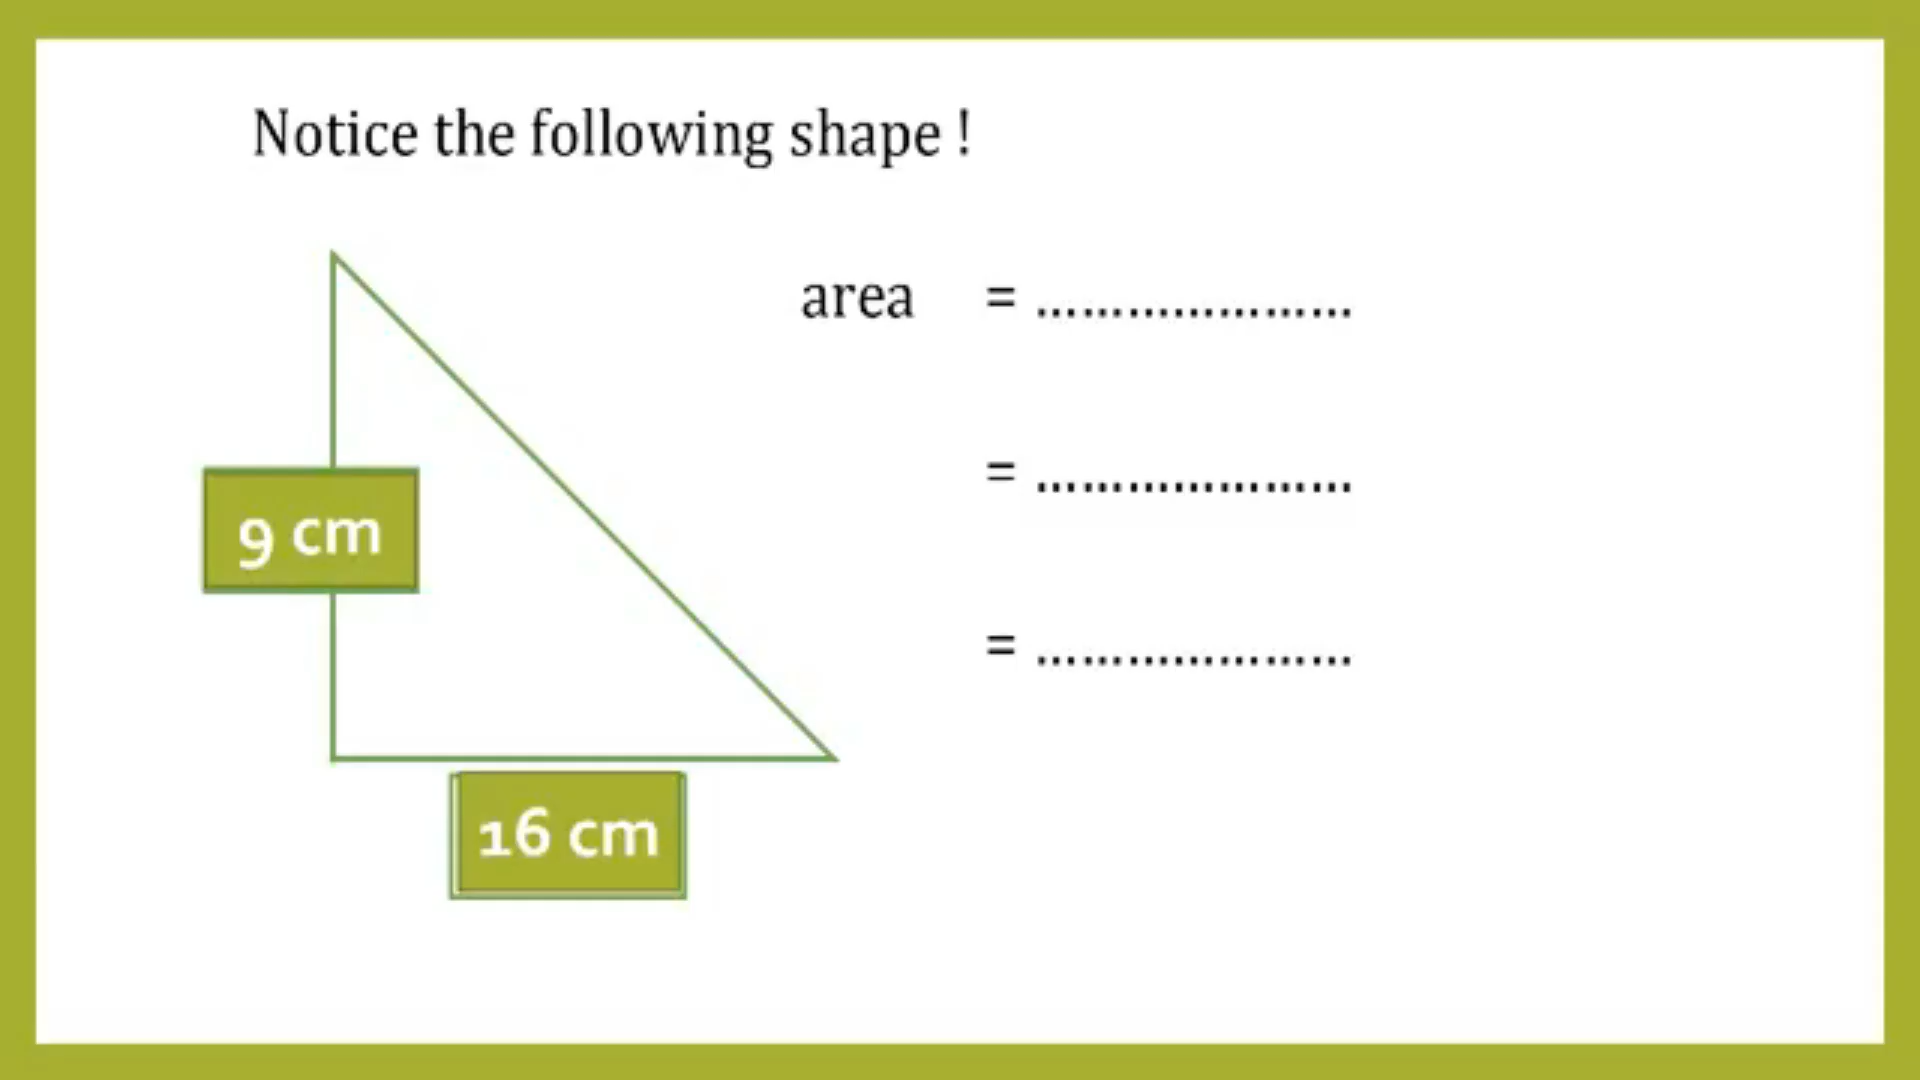 Notice the following shape !
area = .....................
= .....................
9 cm
= .....................
16 cm